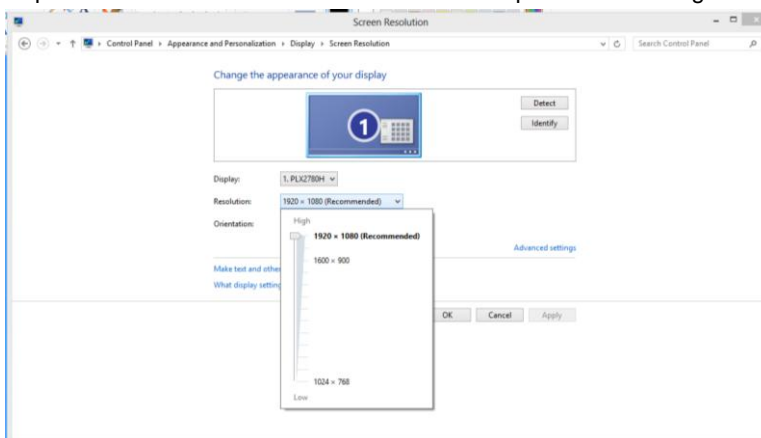 Screen Resolution
Control Panel › Appearance and Personalization › Display › Screen Resolution
Search Control Panel
Change the appearance of your display
1
Detect
Identify
Display: 1. PLX2780H
Resolution: 1920 × 1080 (Recommended)
Orientation:
High
1920 × 1080 (Recommended)
1600 × 900
Advanced settings
Make text and other
What display setting
OK Cancel Apply
1024 × 768
Low